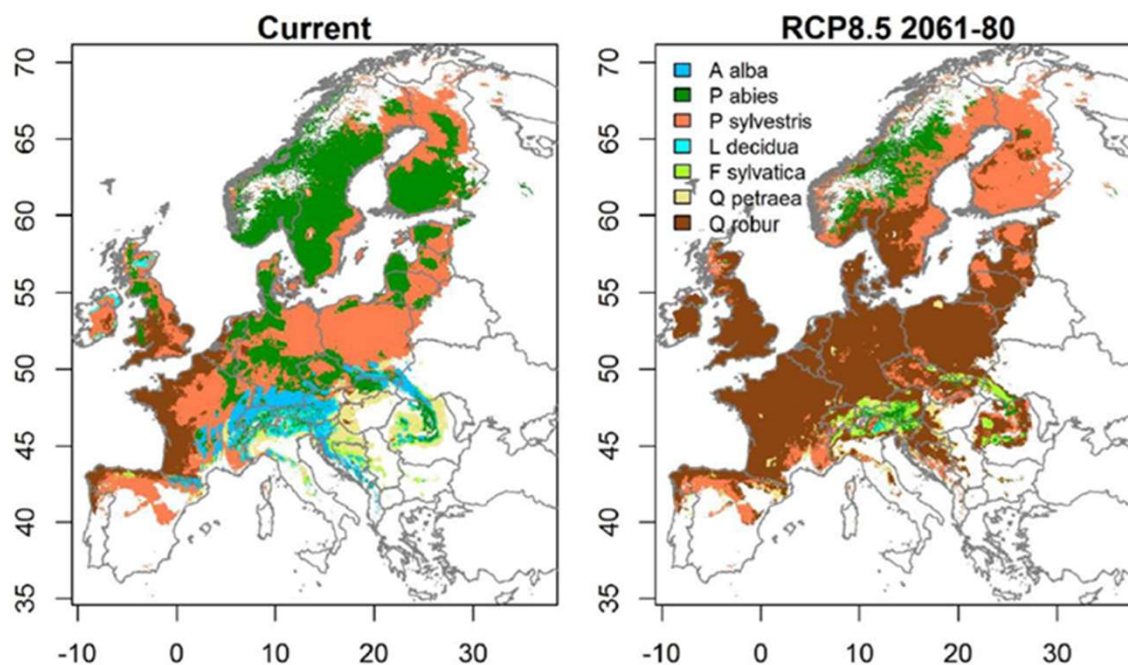 Current
RCP8.5 2061-80
70
65
60
55
50
45
40
35
-10
0
10
20
30
70
65
60
55
50
45
40
35
-10
0
10
20
30
A alba
P abies
P sylvestris
L decidua
F sylvatica
Q petraea
Q robur